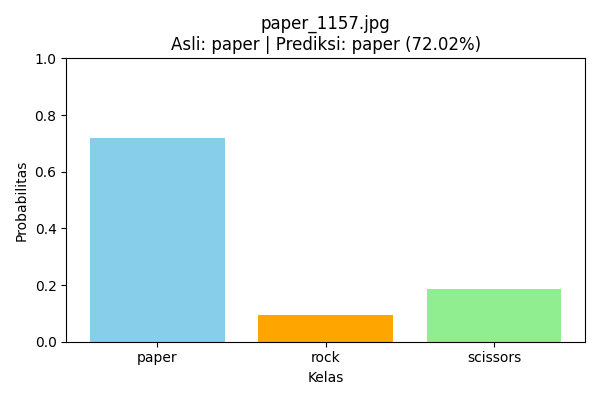 paper_1157.jpg
Asli: paper | Prediksi: paper (72.02%)
1.0
0.8
0.6
0.4
0.2
0.0
Probabilitas
paper rock scissors
Kelas